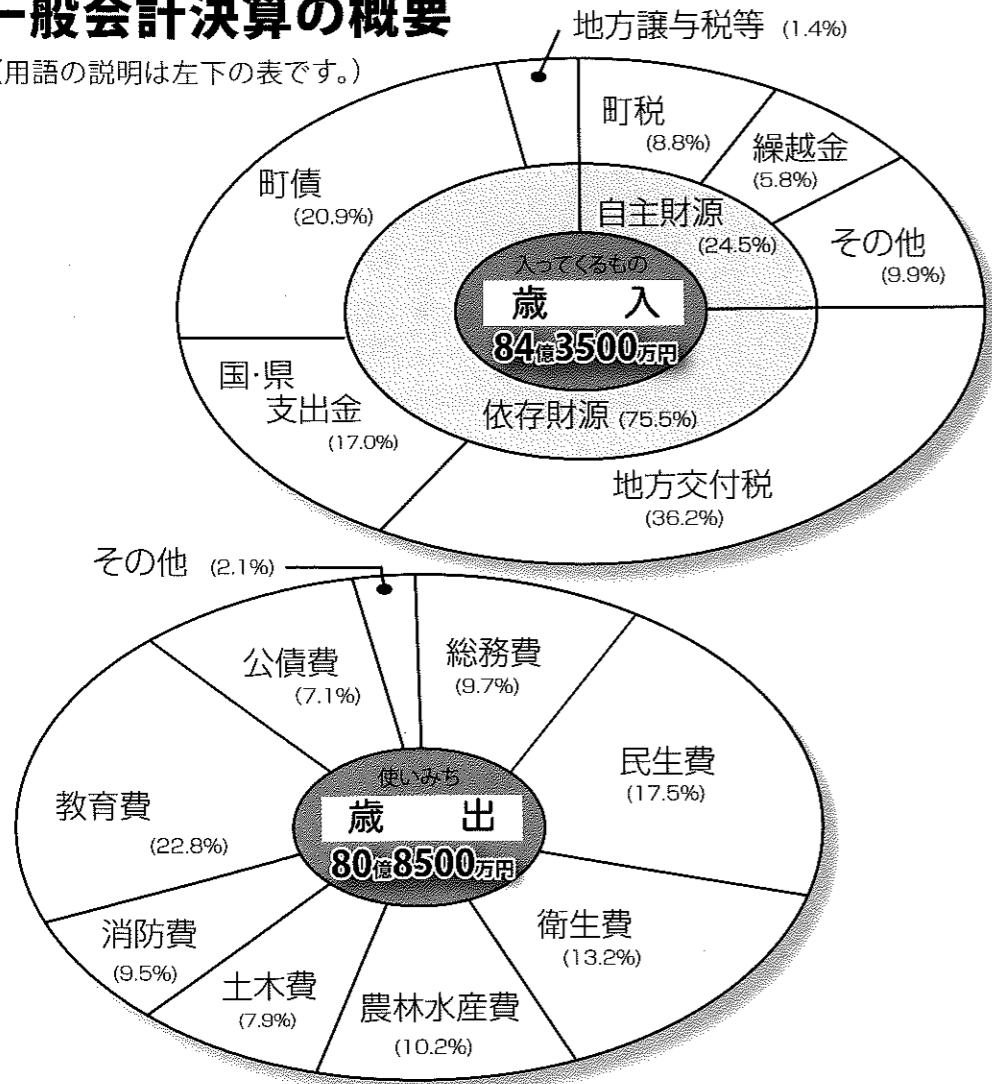 一般会計決算の概要
(用語の説明は左下の表です。)
地方譲与税等 (1.4%)
町税
(8.8%)
繰越金
(5.8%)
その他
(9.9%)
自主財源
(24.5%)
町債
(20.9%)
入ってくるもの
歳 入
84億3500万円
国・県
支出金
(17.0%)
依存財源 (75.5%)
地方交付税
(36.2%)
その他 (2.1%)
公債費
(7.1%)
総務費
(9.7%)
民生費
(17.5%)
教育費
(22.8%)
使いみち
歳 出
80億8500万円
衛生費
(13.2%)
消防費
(9.5%)
土木費
(7.9%)
農林水産費
(10.2%)